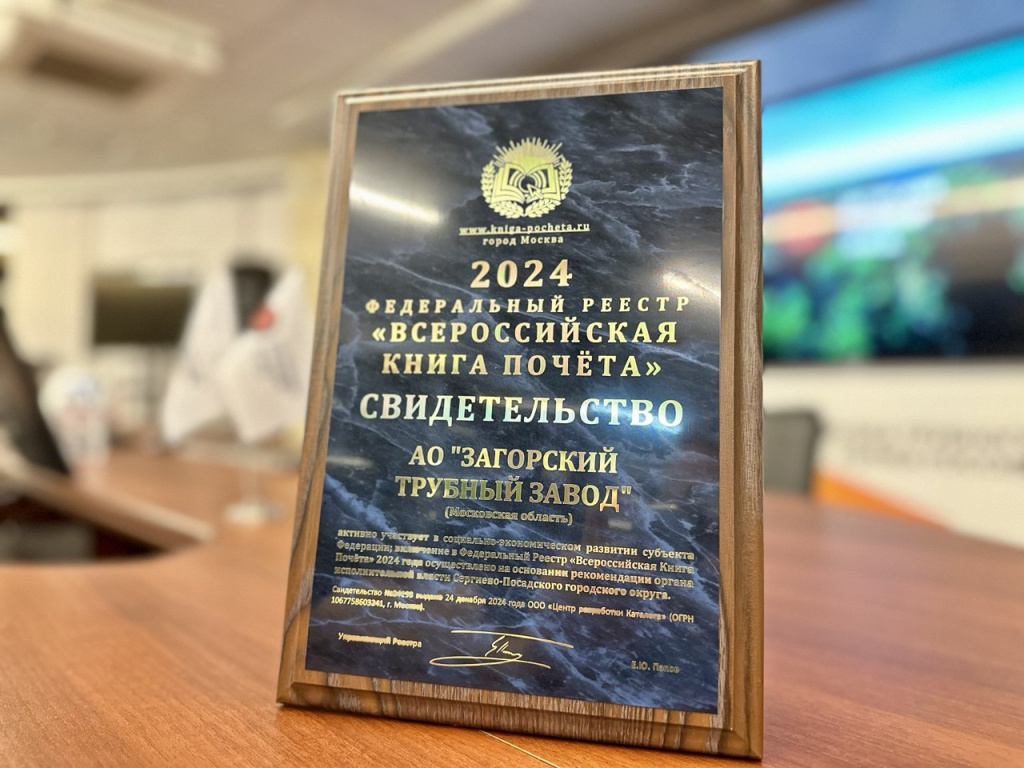 www.kniga-pocheta.ru
город Москва
2024
ФЕДЕРАЛЬНЫЙ РЕЕСТР
«ВСЕРОССИЙСКАЯ
КНИГА ПОЧЁТА»
СВИДЕТЕЛЬСТВО
АО "ЗАГОРСКИЙ
ТРУБНЫЙ ЗАВОД"
(Московская область)
активно участвует в социально-экономическом развитии субъекта
Федерации; включение в Федеральный Реестр «Всероссийская Книга
Почёта» 2024 года осуществлено на основании рекомендации органа
исполнительной власти Сергиево-Посадского городского округа.
Свидетельство выдано 24 декабря 2024 года ООО «Центр разработки Каталога» (ОГРН
1067758603241, г. Москва).
Управляющий Реестра
Е.Ю. Попов